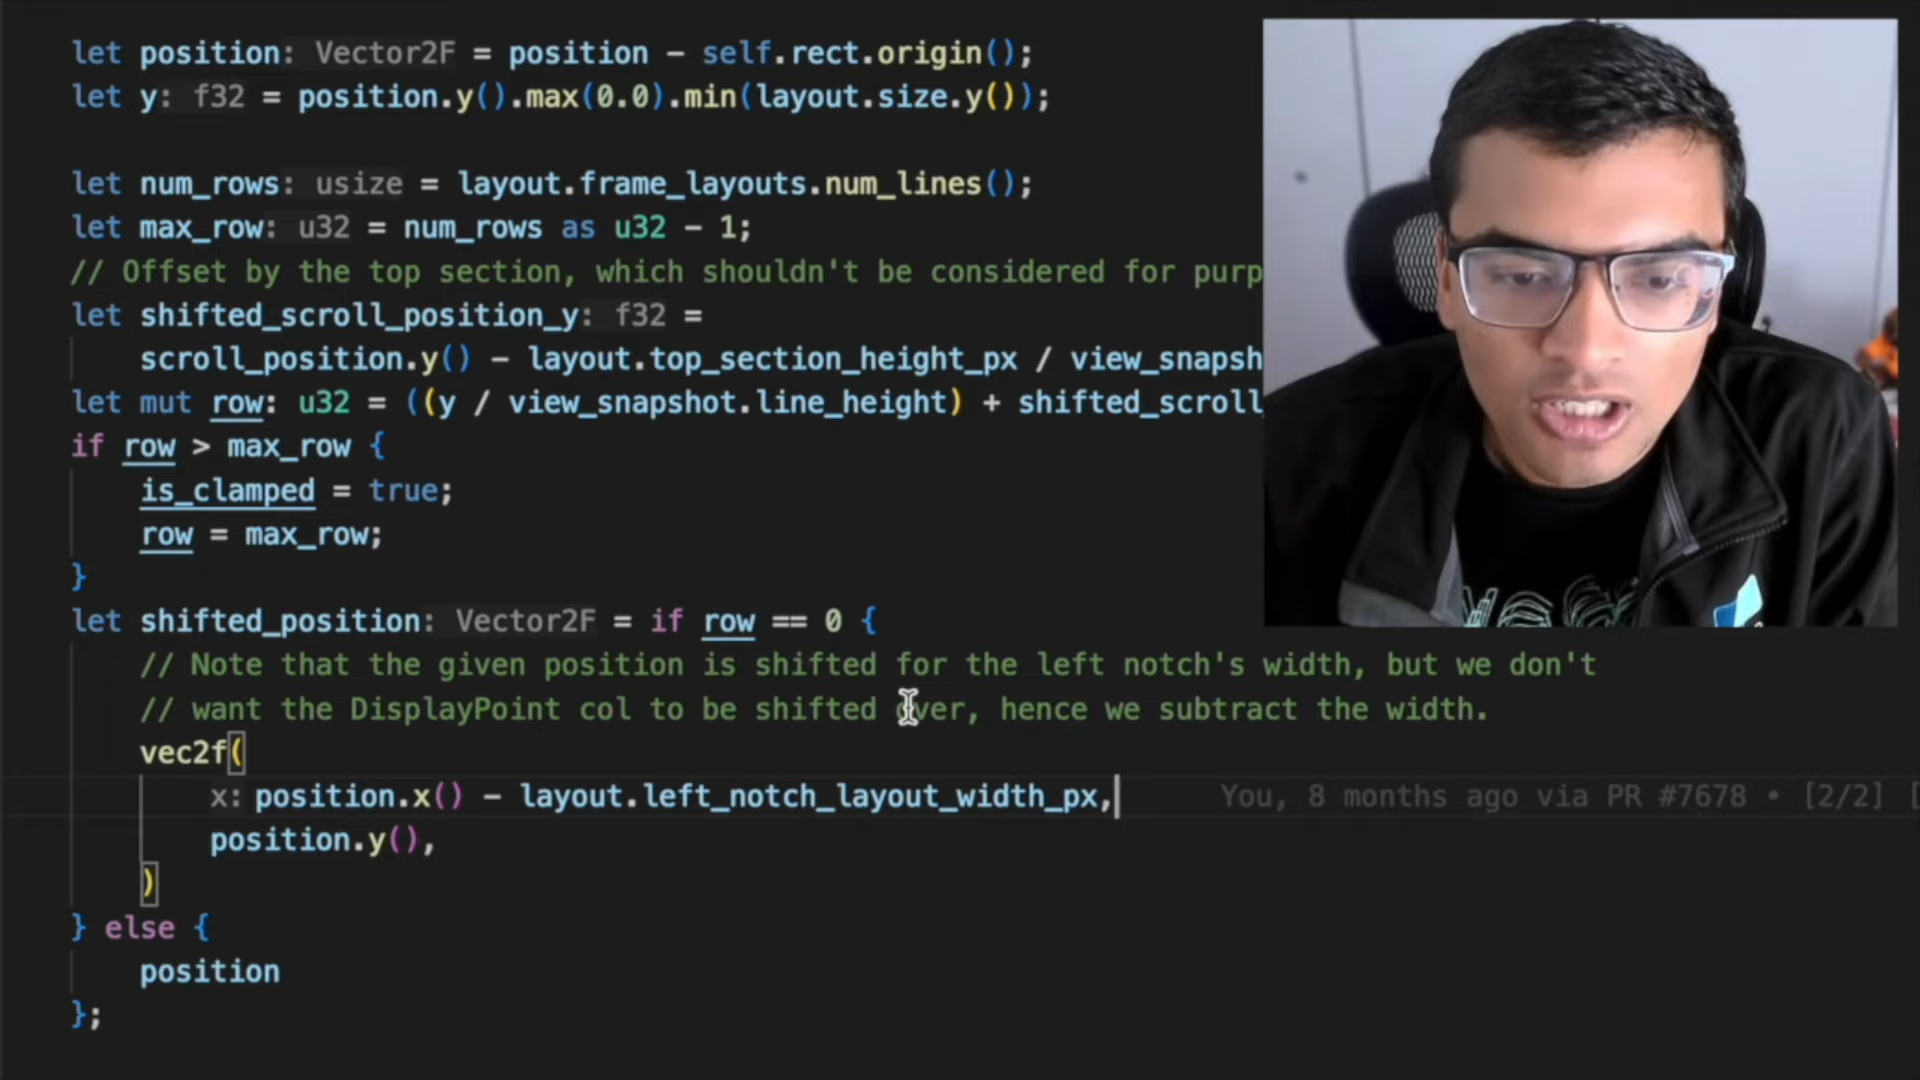 let position: Vector2F = position - self.rect.origin();
let y: f32 = position.y().max(0.0).min(layout.size.y());
let num_rows: usize = layout.frame_layouts.num_lines();
let max_row: u32 = num_rows as u32 - 1;
// Offset by the top section, which shouldn't be considered for purp
let shifted_scroll_position_y: f32 =
scroll_position.y() - layout.top_section_height_px / view_snapsh
let mut row: u32 = ((y / view_snapshot.line_height) + shifted_scroll
if row > max_row {
is_clamped = true;
row = max_row;
}
let shifted_position: Vector2F = if row == 0 {
// Note that the given position is shifted for the left notch's width, but we don't
// want the DisplayPoint col to be shifted over, hence we subtract the width.
vec2f(
x: position.x() - layout.left_notch_layout_width_px, You, 8 months ago via PR #7678 • [2/2] [
position.y(),
)
} else {
position
};